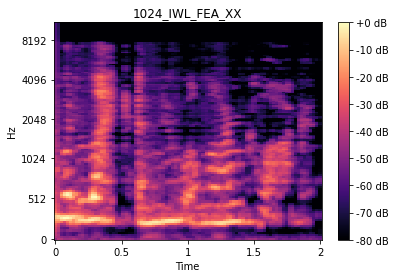 1024_IWL_FEA_XX
+0 dB
8192
-10 dB
4096
-20 dB
-30 dB
2048
-40 dB
Hz
1024
-50 dB
-60 dB
512
-70 dB
0
-80 dB
0 0.5 1 1.5 2
Time